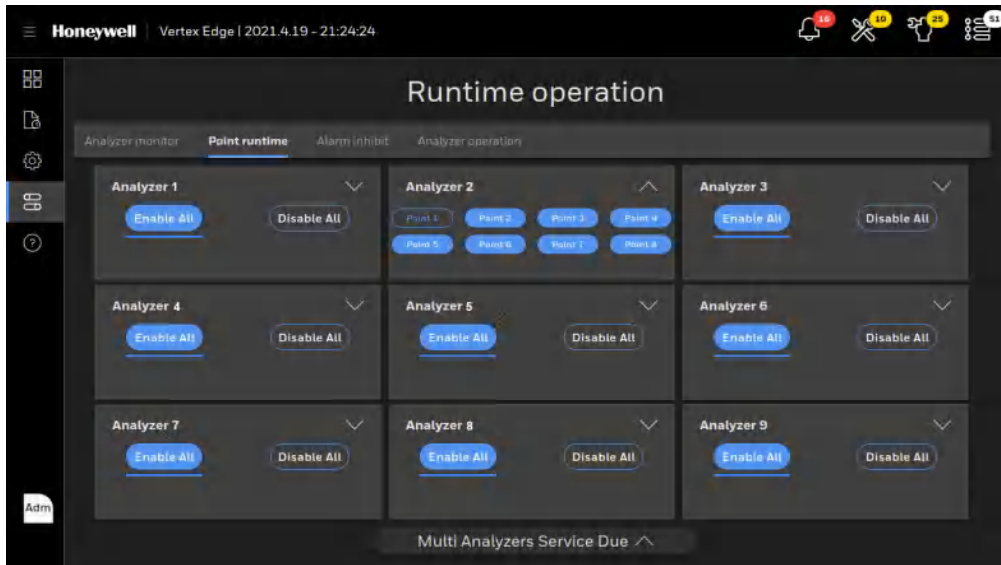 Honeywell Vertex Edge | 2021.4.19 - 21:24:24 16 10 25 51
Runtime operation
Analyzer monitor Point runtime Alarm inhibit Analyzer operation
Analyzer 1 Analyzer 2 Analyzer 3
Enable All Disable All Point 1 Point 2 Point 3 Point 4 Enable All Disable All
Point 5 Point 6 Point 7 Point 8
Analyzer 4 Analyzer 5 Analyzer 6
Enable All Disable All Enable All Disable All Enable All Disable All
Analyzer 7 Analyzer 8 Analyzer 9
Enable All Disable All Enable All Disable All Enable All Disable All
Adm
Multi Analyzers Service Due